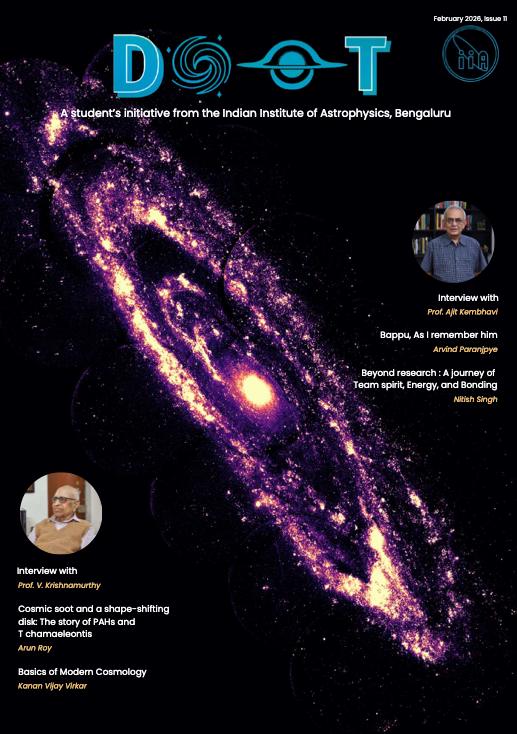 February 2026, Issue 11
DOOT
iiA
A student's initiative from the Indian Institute of Astrophysics, Bengaluru
Interview with
Prof. Ajit Kembhavi
Bappu, As I remember him
Arvind Paranjpye
Beyond research : A journey of
Team spirit, Energy, and Bonding
Nitish Singh
Interview with
Prof. V. Krishnamurthy
Cosmic soot and a shape-shifting
disk: The story of PAHs and
T chamaeleontis
Arun Roy
Basics of Modern Cosmology
Kanan Vijay Virkar